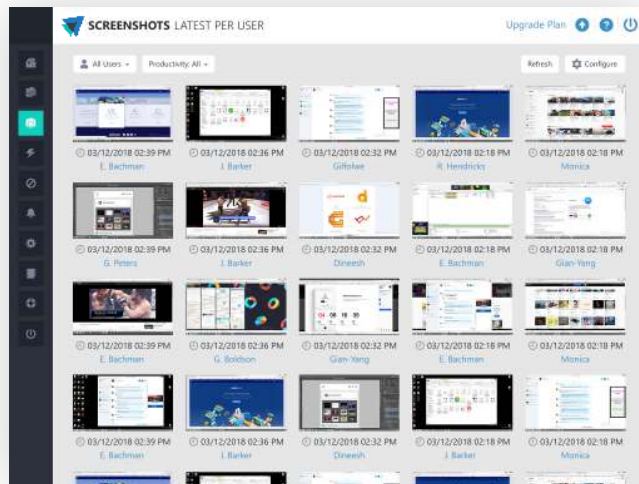 SCREENSHOTS LATEST PER USER
Upgrade Plan
All Users
Productivity: All
Refresh
Configure
03/12/2018 02:39 PM 03/12/2018 02:36 PM 03/12/2018 02:32 PM 03/12/2018 02:18 PM 03/12/2018 02:18 PM
E. Bachman J. Barker Giffolwe R. Hendricks Monica
03/12/2018 02:39 PM 03/12/2018 02:36 PM 03/12/2018 02:32 PM 03/12/2018 02:18 PM 03/12/2018 02:18 PM
G. Peters J. Barker Dineesh E. Bachman Gian-Yang
03/12/2018 02:39 PM 03/12/2018 02:36 PM 03/12/2018 02:32 PM 03/12/2018 02:18 PM 03/12/2018 02:18 PM
E. Bachman G. Boldson Gian-Yang E. Bachman Monica
03/12/2018 02:39 PM 03/12/2018 02:36 PM 03/12/2018 02:32 PM 03/12/2018 02:18 PM 03/12/2018 02:18 PM
E. Bachman J. Barker Dineesh J. Barker Monica